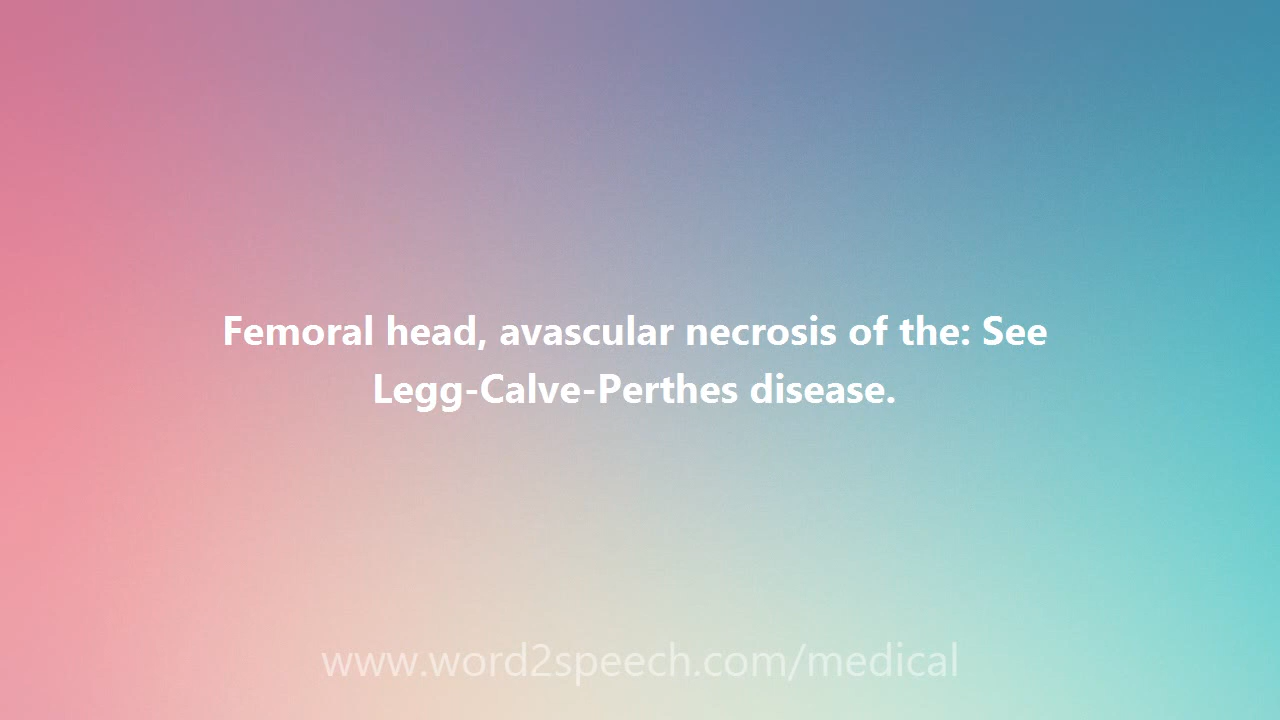 Femoral head, avascular necrosis of the: See
Legg-Calve-Perthes disease.
www.word2speech.com/medical